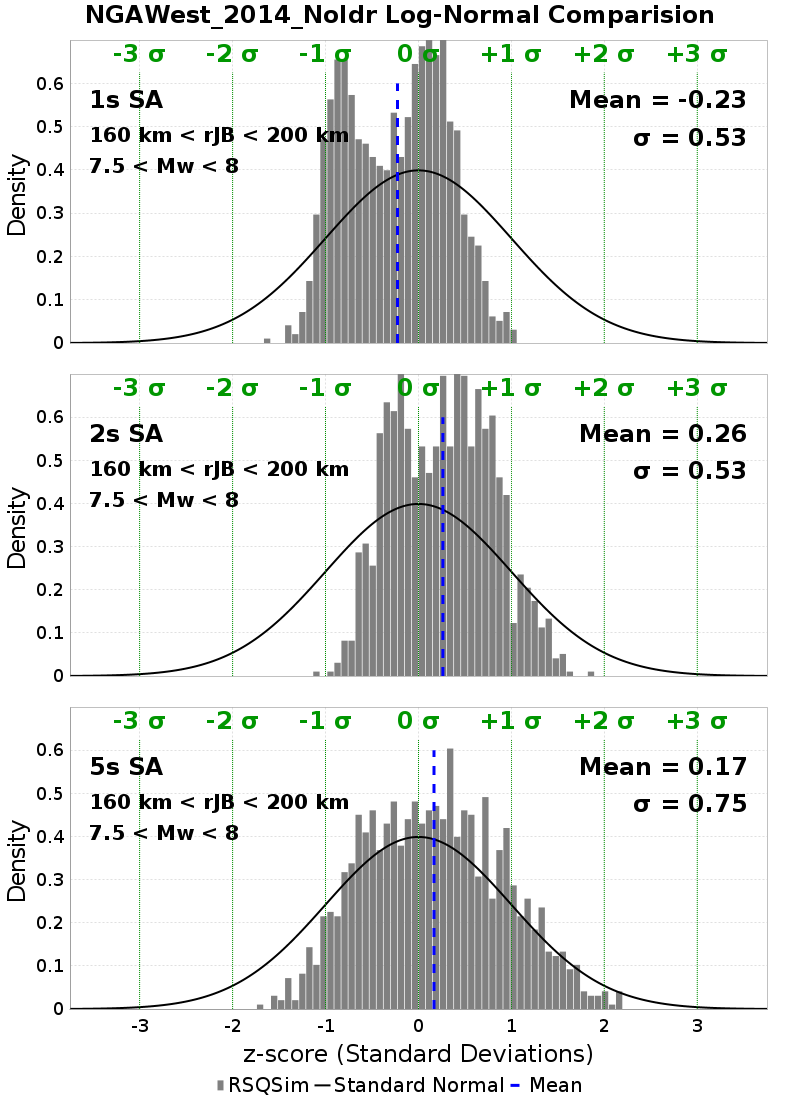 NGAWest_2014_NoIdr Log-Normal Comparision
-3 σ -2 σ -1 σ 0 σ +1 σ +2 σ +3 σ
1s SA Mean = -0.23
160 km < rJB < 200 km σ = 0.53
7.5 < Mw < 8
Density
0.6
0.5
0.4
0.3
0.2
0.1
0
-3 σ -2 σ -1 σ 0 σ +1 σ +2 σ +3 σ
2s SA Mean = 0.26
160 km < rJB < 200 km σ = 0.53
7.5 < Mw < 8
Density
0.6
0.5
0.4
0.3
0.2
0.1
0
-3 σ -2 σ -1 σ 0 σ +1 σ +2 σ +3 σ
5s SA Mean = 0.17
160 km < rJB < 200 km σ = 0.75
7.5 < Mw < 8
Density
0.6
0.5
0.4
0.3
0.2
0.1
0
-3 -2 -1 0 1 2 3
z-score (Standard Deviations)
RSQSim Standard Normal Mean